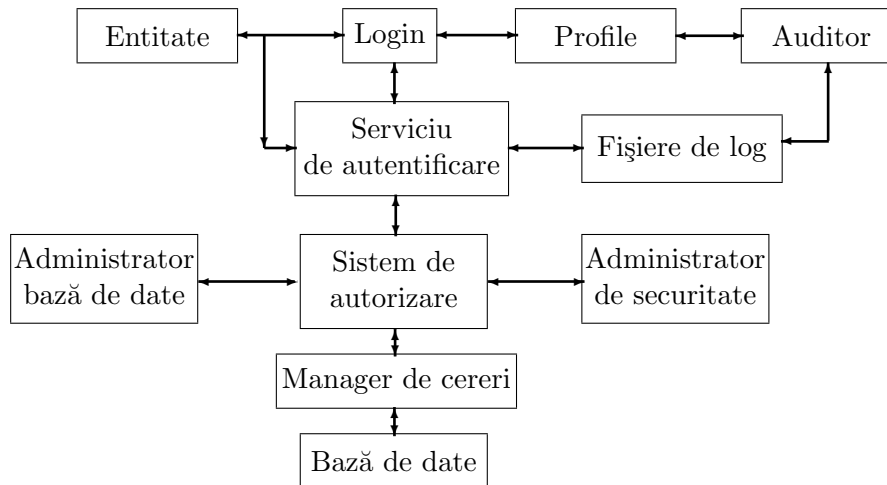 Entitate
Login
Profile
Auditor
Serviciu
de autentificare
Fişiere de log
Administrator
bază de date
Sistem de
autorizare
Administrator
de securitate
Manager de cereri
Bază de date